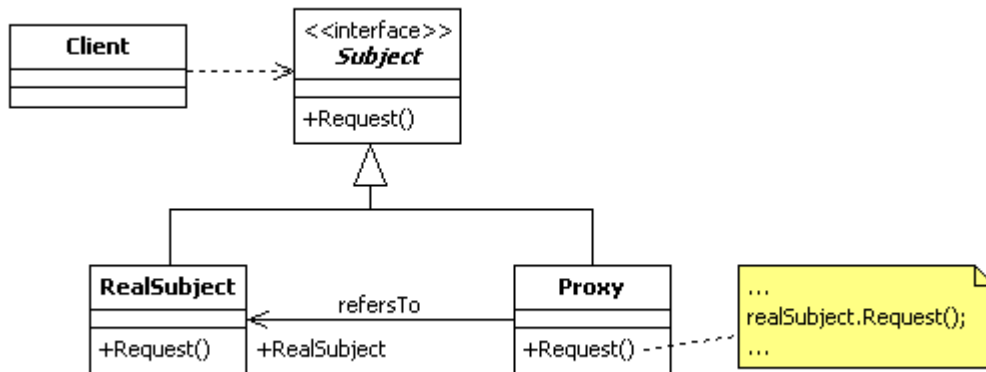 Client
<<interface>>
Subject
+Request()
RealSubject
+Request()
refersTo
+RealSubject
Proxy
+Request()
...
realSubject.Request();
...